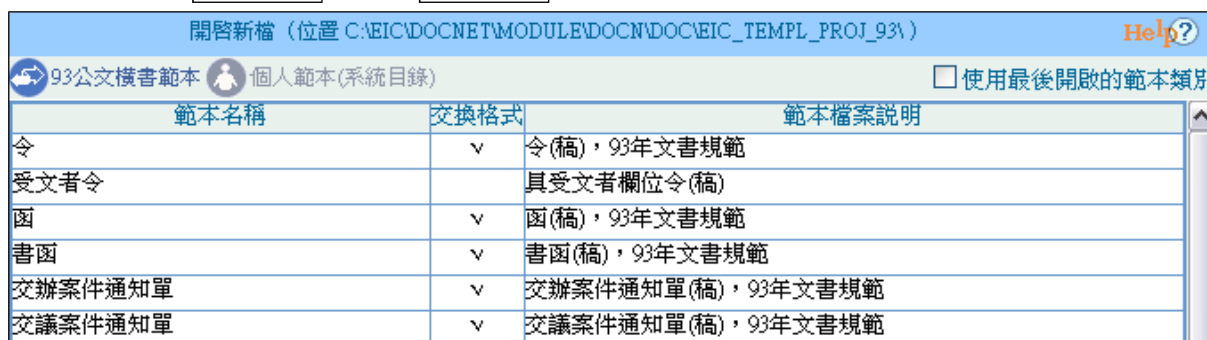 開啓新檔（位置 C:\EIC\DOCNET\MODULE\DOCN\DOC\EIC_TEMPL_PROJ_93\）
Help?
93公文橫書範本 個人範本(系統目錄)
使用最後開啟的範本類別
範本名稱 交換格式 範本檔案說明
令 v 令(稿)，93年文書規範
受文者令 具受文者欄位令(稿)
函 v 函(稿)，93年文書規範
書函 v 書函(稿)，93年文書規範
交辦案件通知單 v 交辦案件通知單(稿)，93年文書規範
交議案件通知單 v 交議案件通知單(稿)，93年文書規範